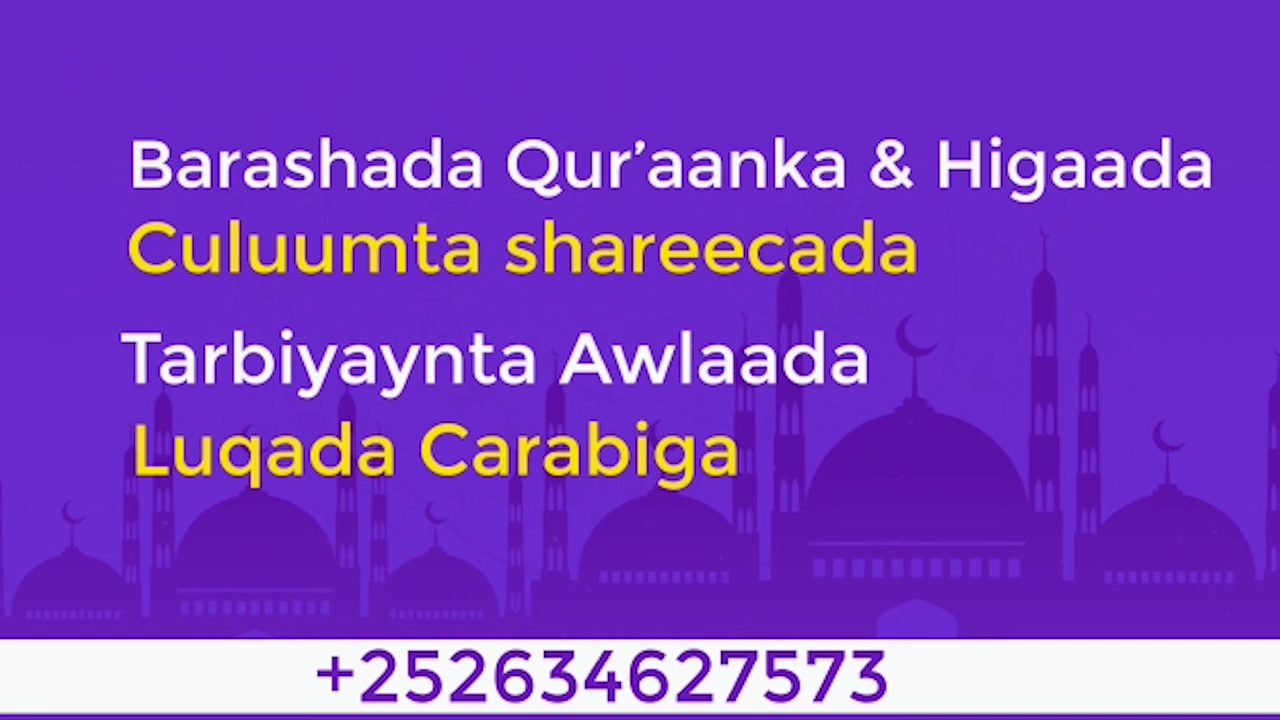 Barashada Qur’aanka & Higaada
Culuumta shareecada
Tarbiyaynta Awlaada
Luqada Carabiga
+252634627573